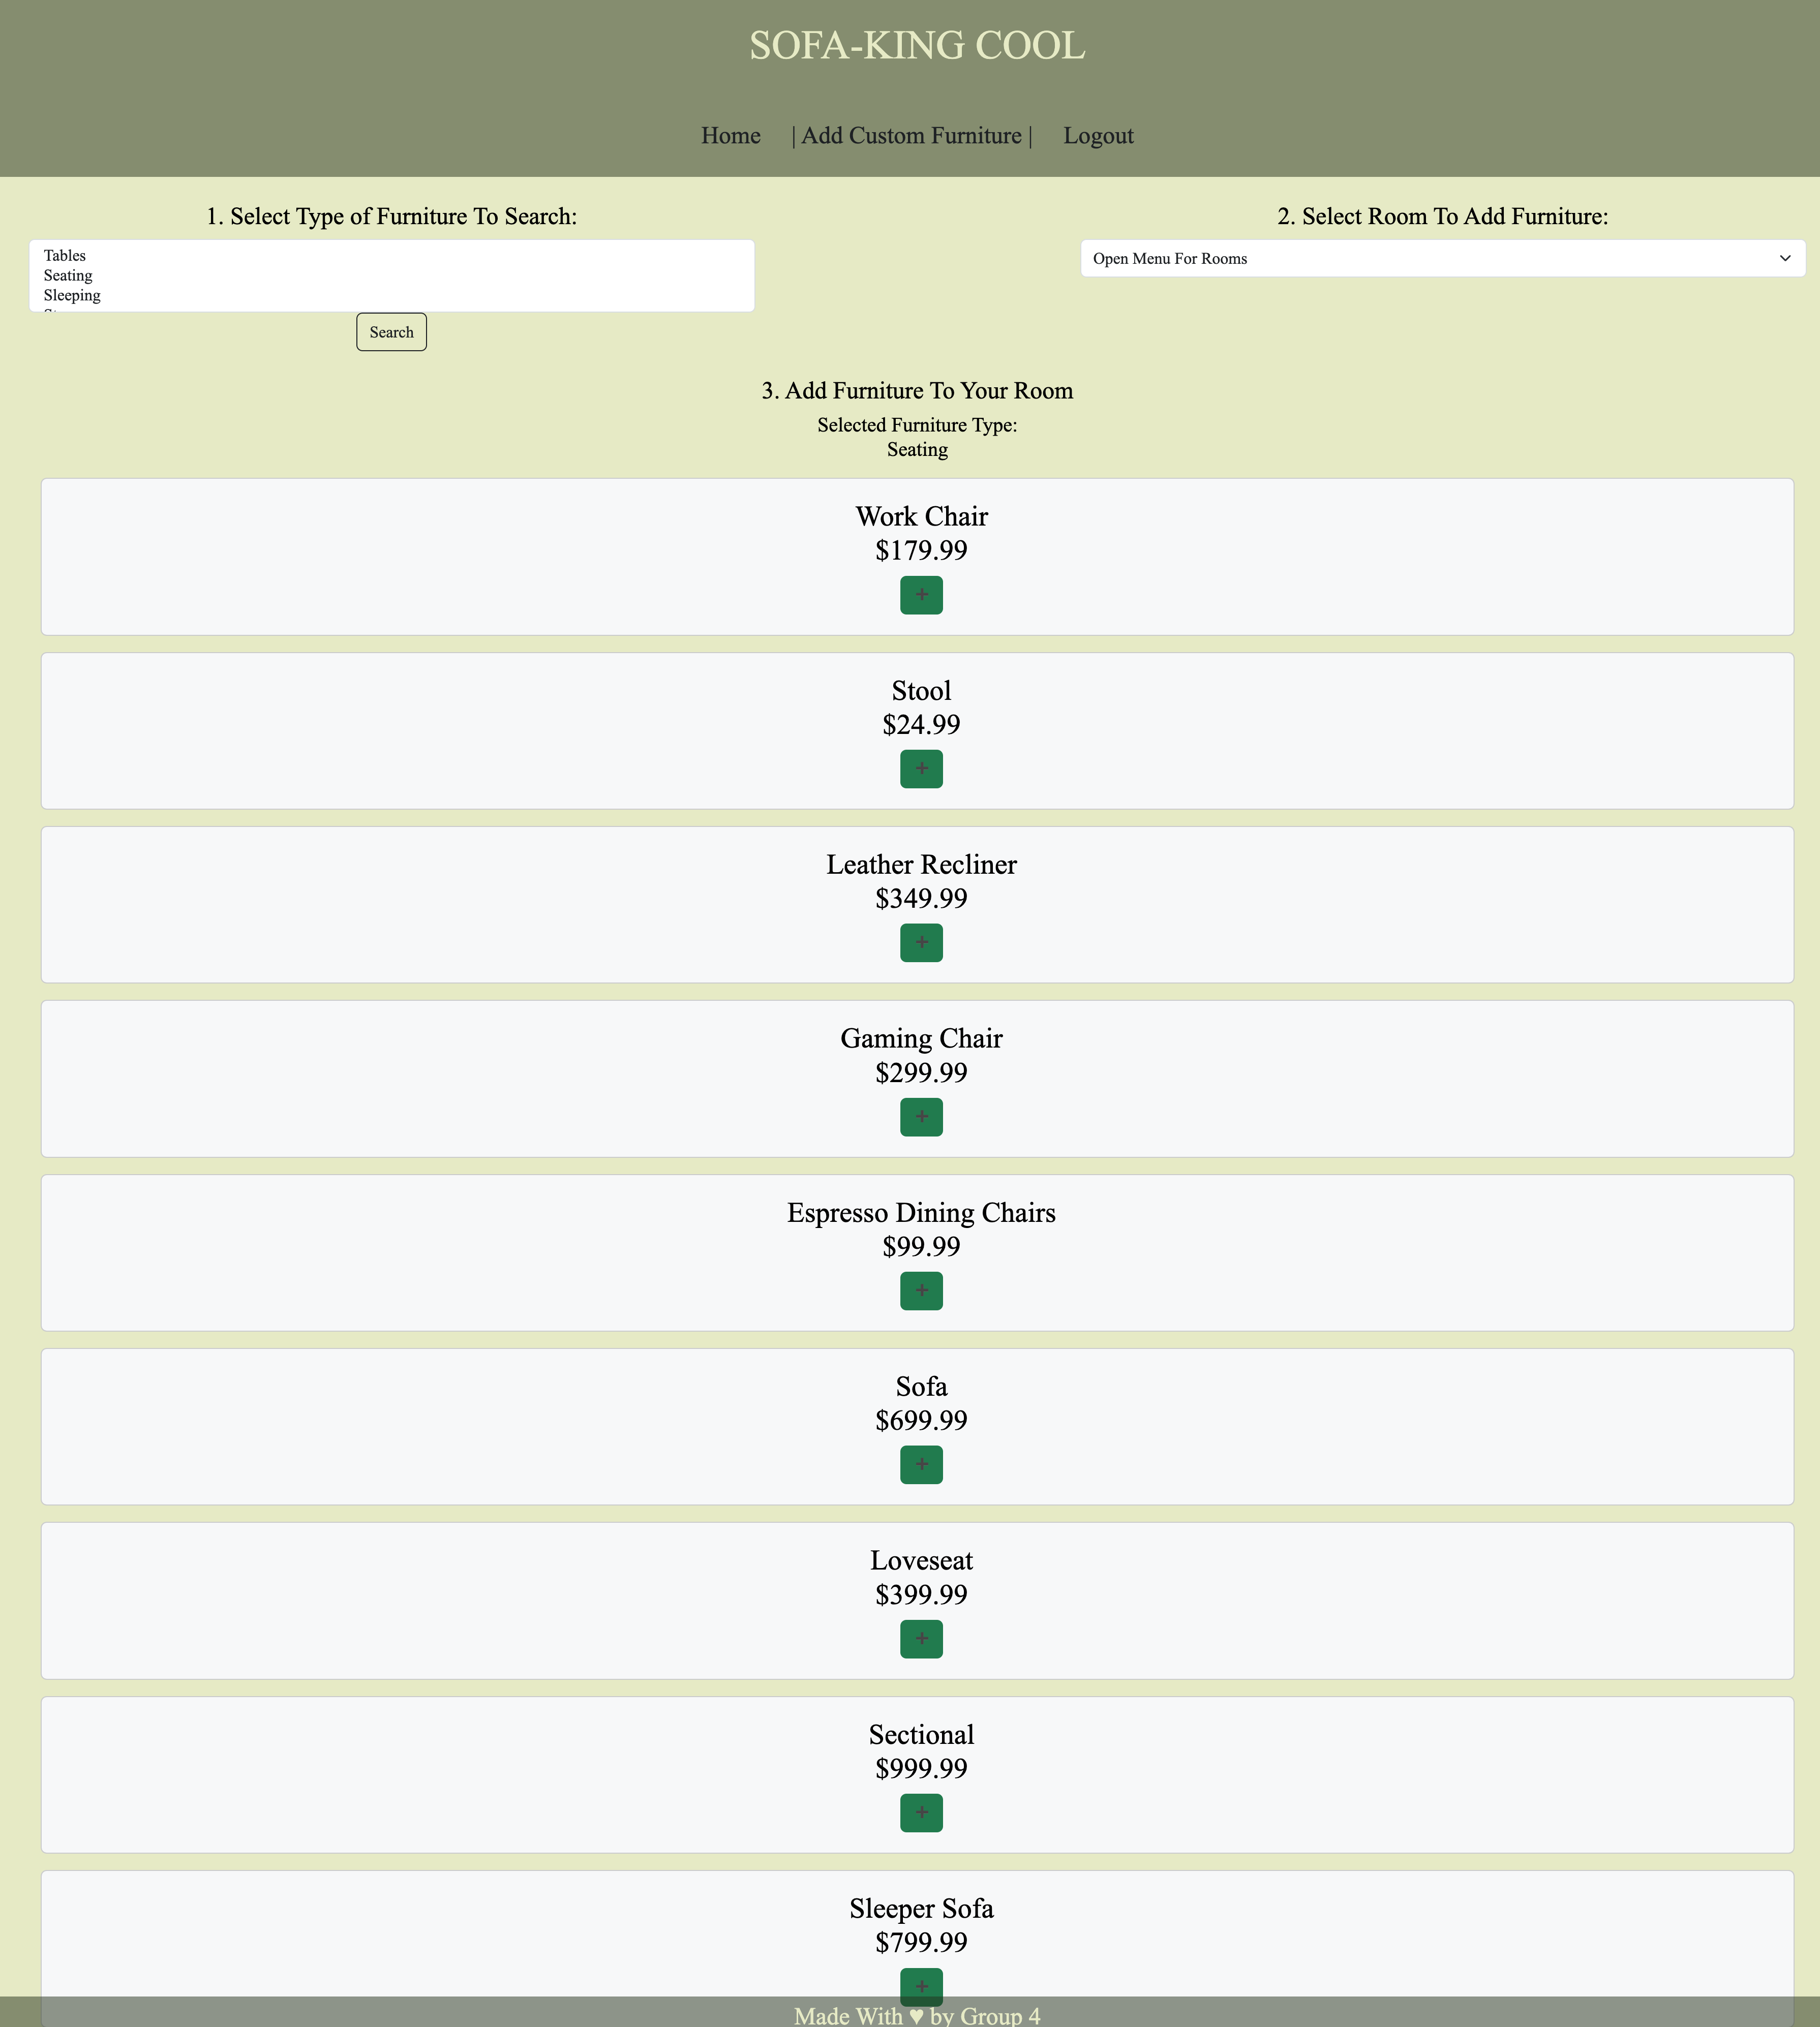 SOFA-KING COOL
Home | Add Custom Furniture | Logout
1. Select Type of Furniture To Search:
Tables
Seating
Sleeping
Search
2. Select Room To Add Furniture:
Open Menu For Rooms
3. Add Furniture To Your Room
Selected Furniture Type:
Seating
Work Chair
$179.99
+
Stool
$24.99
+
Leather Recliner
$349.99
+
Gaming Chair
$299.99
+
Espresso Dining Chairs
$99.99
+
Sofa
$699.99
+
Loveseat
$399.99
+
Sectional
$999.99
+
Sleeper Sofa
$799.99
+
Made With ♥ by Group 4